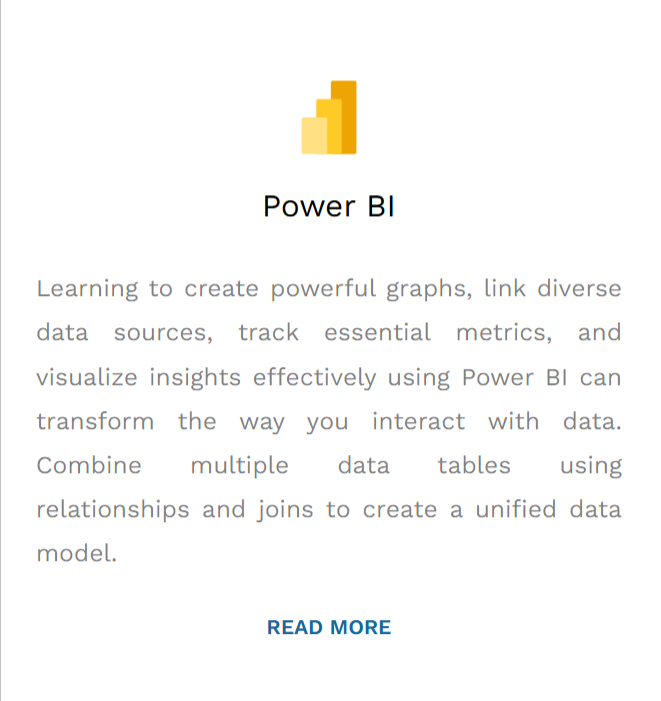 Power BI
Learning to create powerful graphs, link diverse
data sources, track essential metrics, and
visualize insights effectively using Power BI can
transform the way you interact with data.
Combine multiple data tables using
relationships and joins to create a unified data
model.
READ MORE